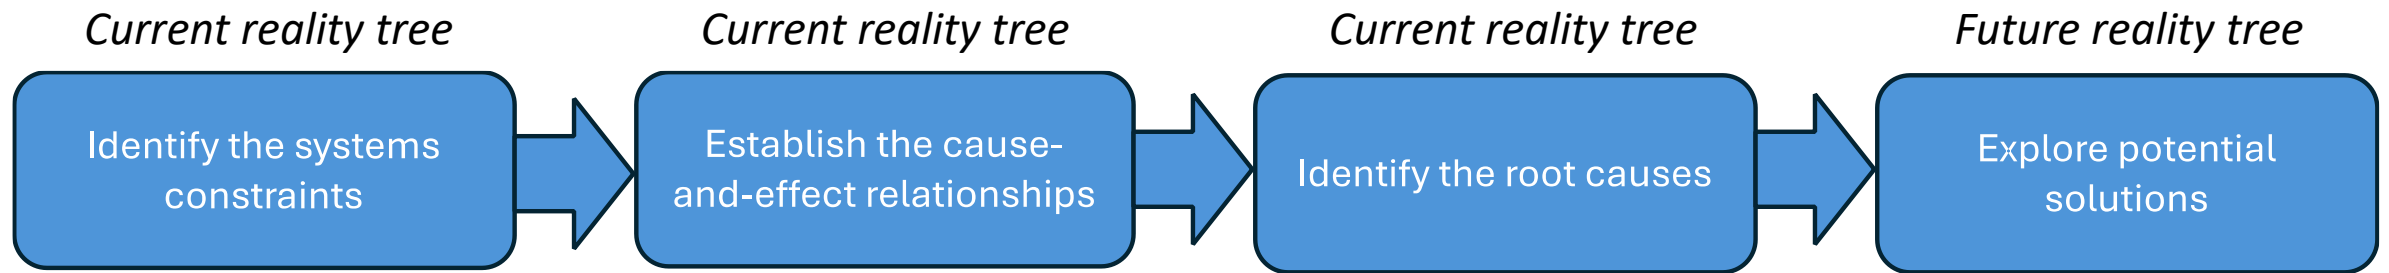 Current reality tree
Current reality tree
Current reality tree
Future reality tree
Identify the systems
constraints
Establish the cause-
and-effect relationships
Identify the root causes
Explore potential
solutions